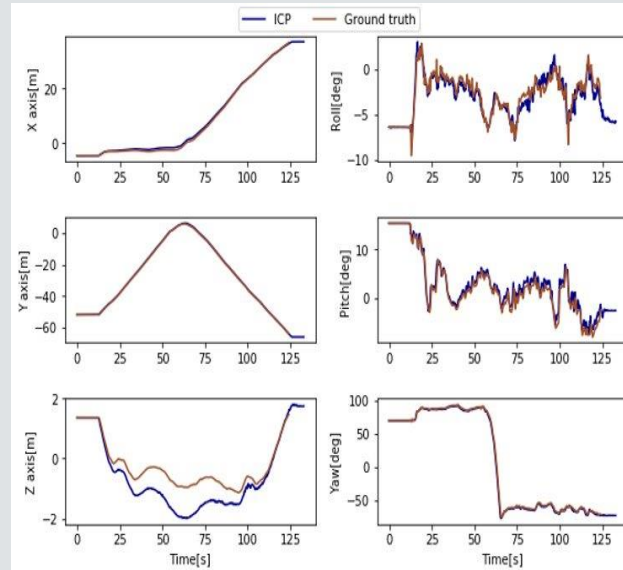 ICP Ground truth
X axis[m]
20
0
0 25 50 75 100 125
Roll[deg]
0
−5
−10
0 25 50 75 100 125
Y axis[m]
0
−20
−40
−60
0 25 50 75 100 125
Pitch[deg]
10
0
0 25 50 75 100 125
Z axis[m]
2
0
−2
0 25 50 75 100 125
Time[s]
Yaw[deg]
100
50
0
−50
0 25 50 75 100 125
Time[s]